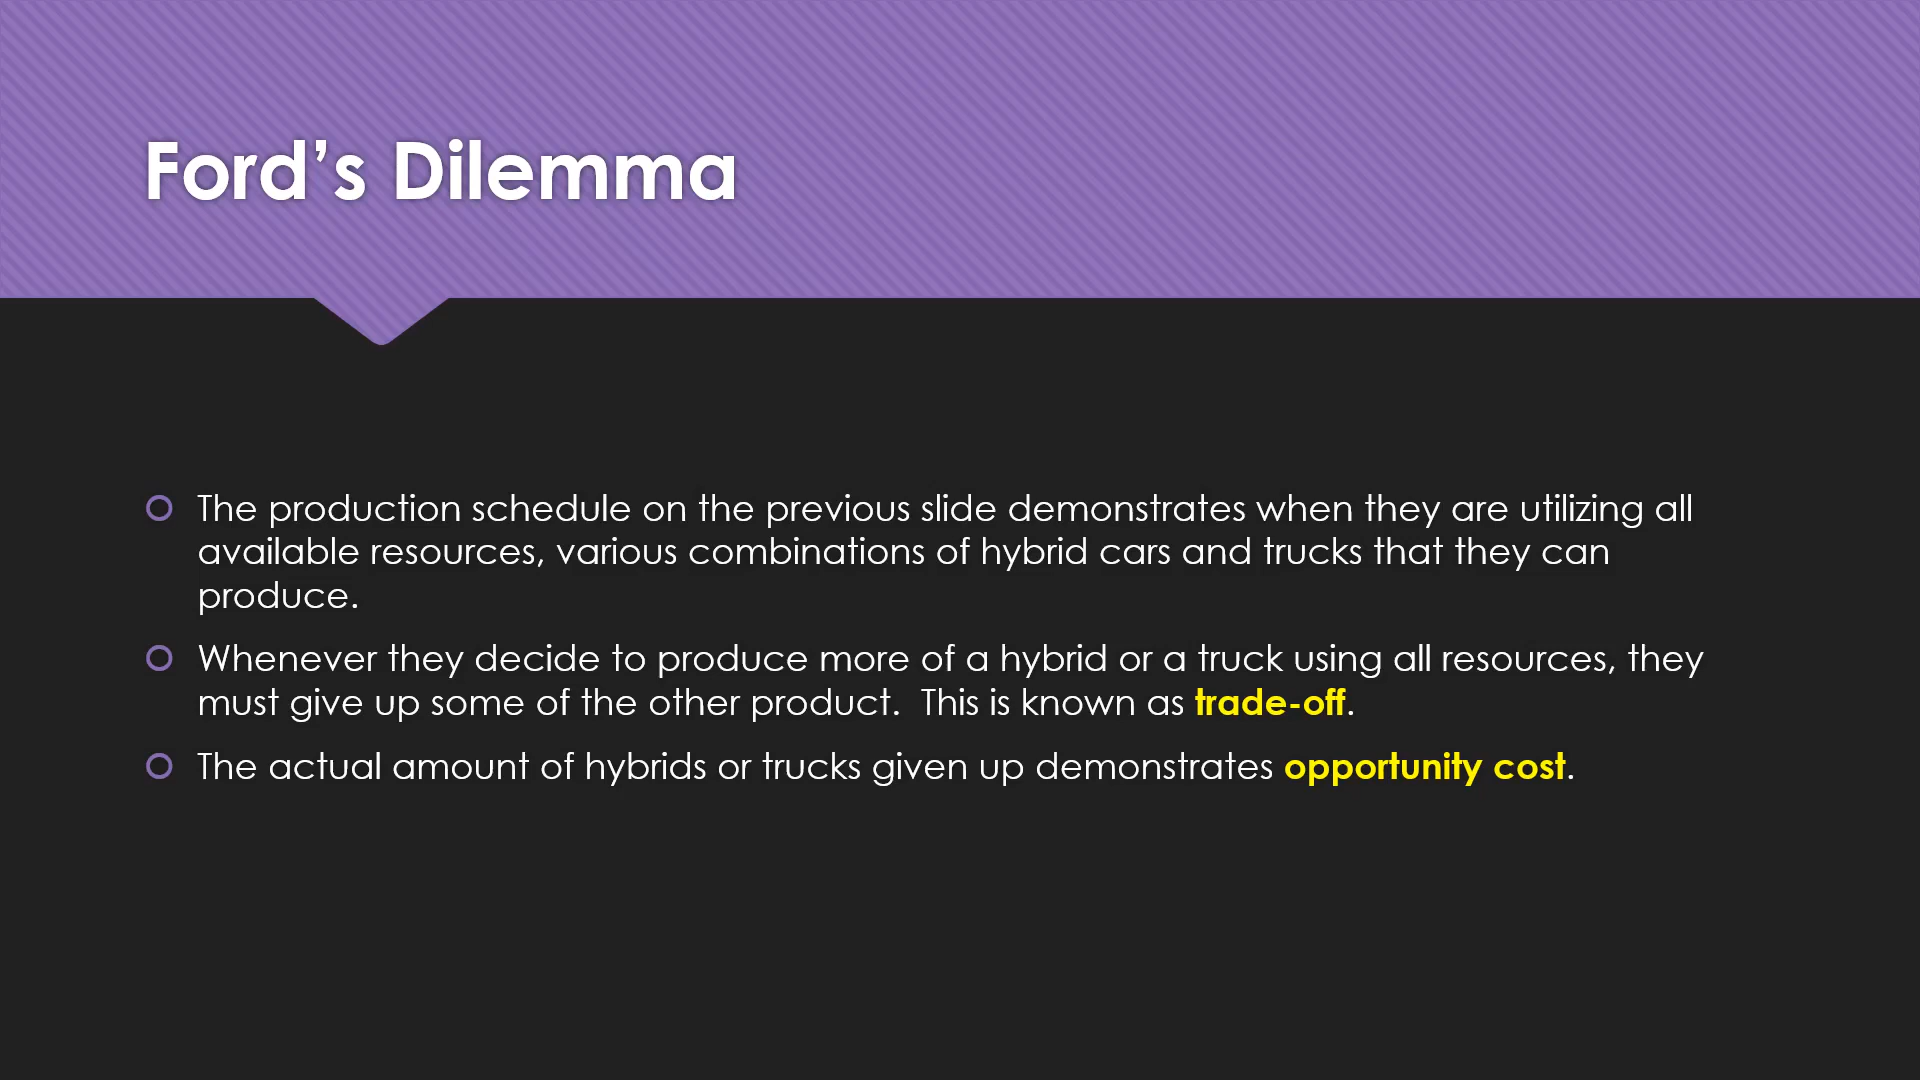 Ford’s Dilemma
The production schedule on the previous slide demonstrates when they are utilizing all
available resources, various combinations of hybrid cars and trucks that they can
produce.
Whenever they decide to produce more of a hybrid or a truck using all resources, they
must give up some of the other product.  This is known as trade-off.
The actual amount of hybrids or trucks given up demonstrates opportunity cost.